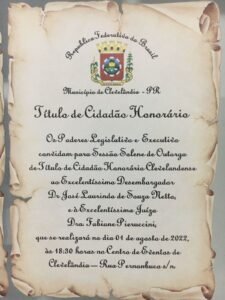 Republica Federativa do Brasil
Município de Clevelândia - PR
Título de Cidadão Honorário
Os Poderes Legislativo e Executivo
convidam para Sessão Solene de Outorga
de Título de Cidadão Honorário Clevelandense
ao Excelentíssimo Desembargador
Dr José Laurindo de Souza Netto,
e à Excelentíssima Juíza
Dra. Fabiane Pieruccini,
que se realizará no dia 01 de agosto de 2022,
às 18:30 horas no Centro de Eventos de
Clevelândia – Rua Pernambuco s/n.